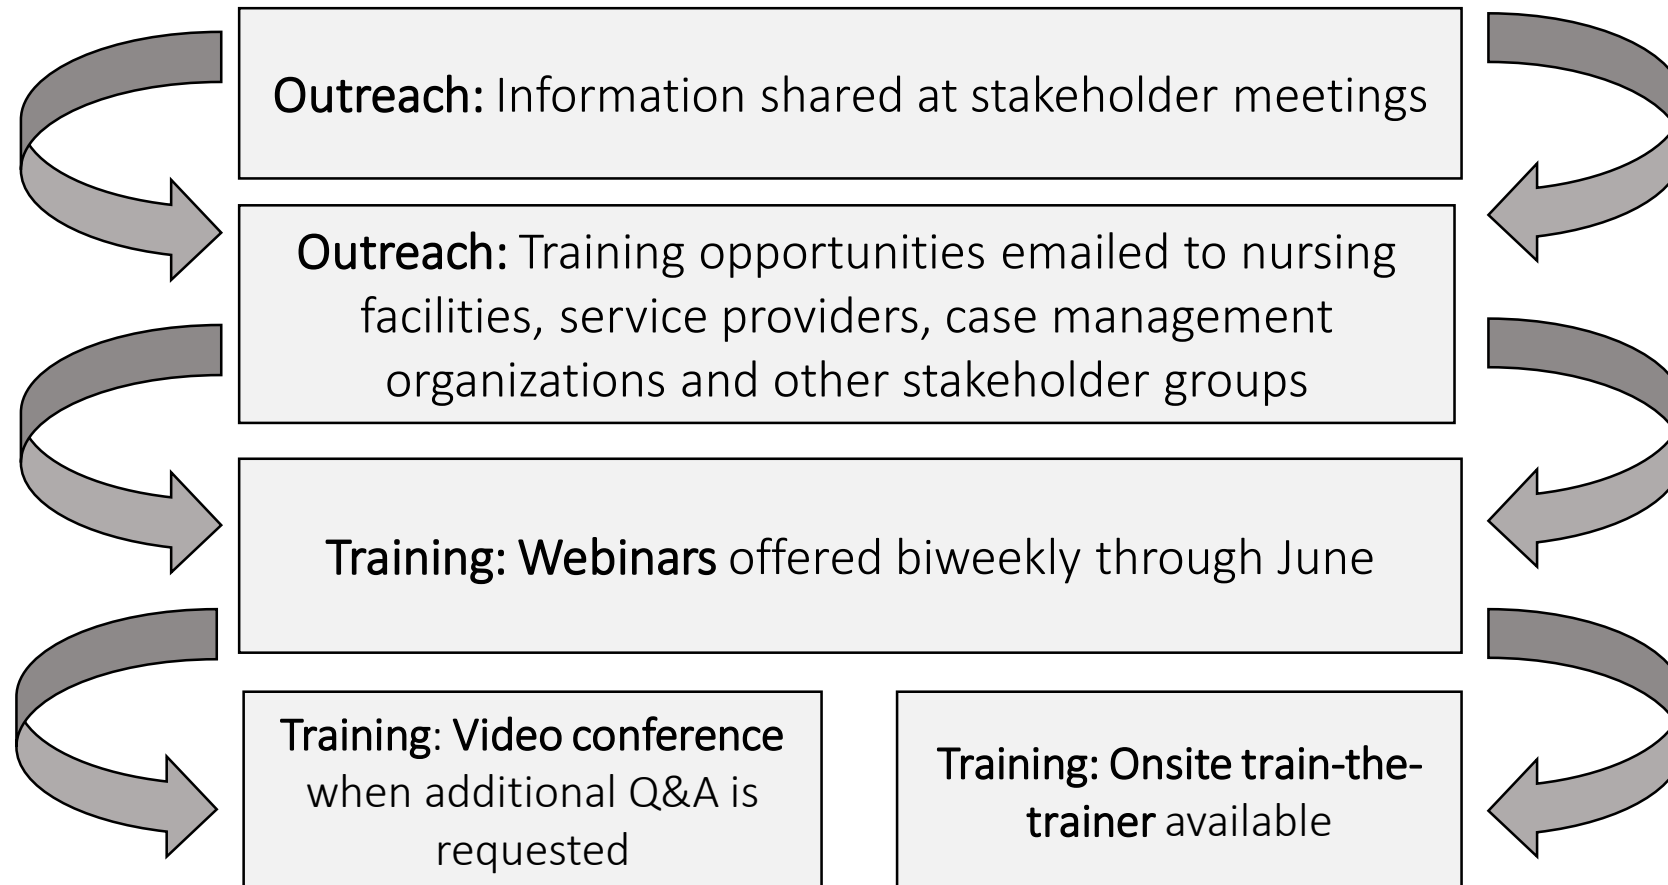 Outreach: Information shared at stakeholder meetings
Outreach: Training opportunities emailed to nursing
facilities, service providers, case management
organizations and other stakeholder groups
Training: Webinars offered biweekly through June
Training: Video conference
when additional Q&A is
requested
Training: Onsite train-the-
trainer available